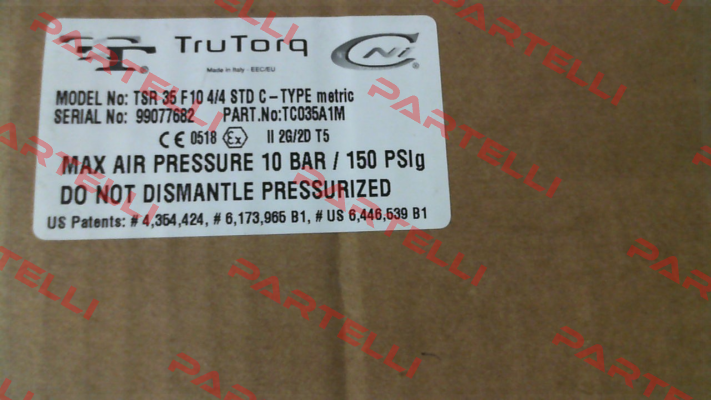 TT® TruTorq CNi
Made in Italy - EEC/EU
MODEL No: TSR 35 F10 4/4 STD C-TYPE metric
SERIAL No: 99077682 PART.No:TC035A1M
CE 0518 Ex II 2G/2D T5
MAX AIR PRESSURE 10 BAR / 150 PSIg
DO NOT DISMANTLE PRESSURIZED
US Patents: # 4,354,424, # 6,173,965 B1, # US 6,446,539 B1
PARTELLI
PARTELLI
PARTELLI
PARTELLI
PARTELLI
PARTELLI
PARTELLI
PARTELLI
PARTELLI